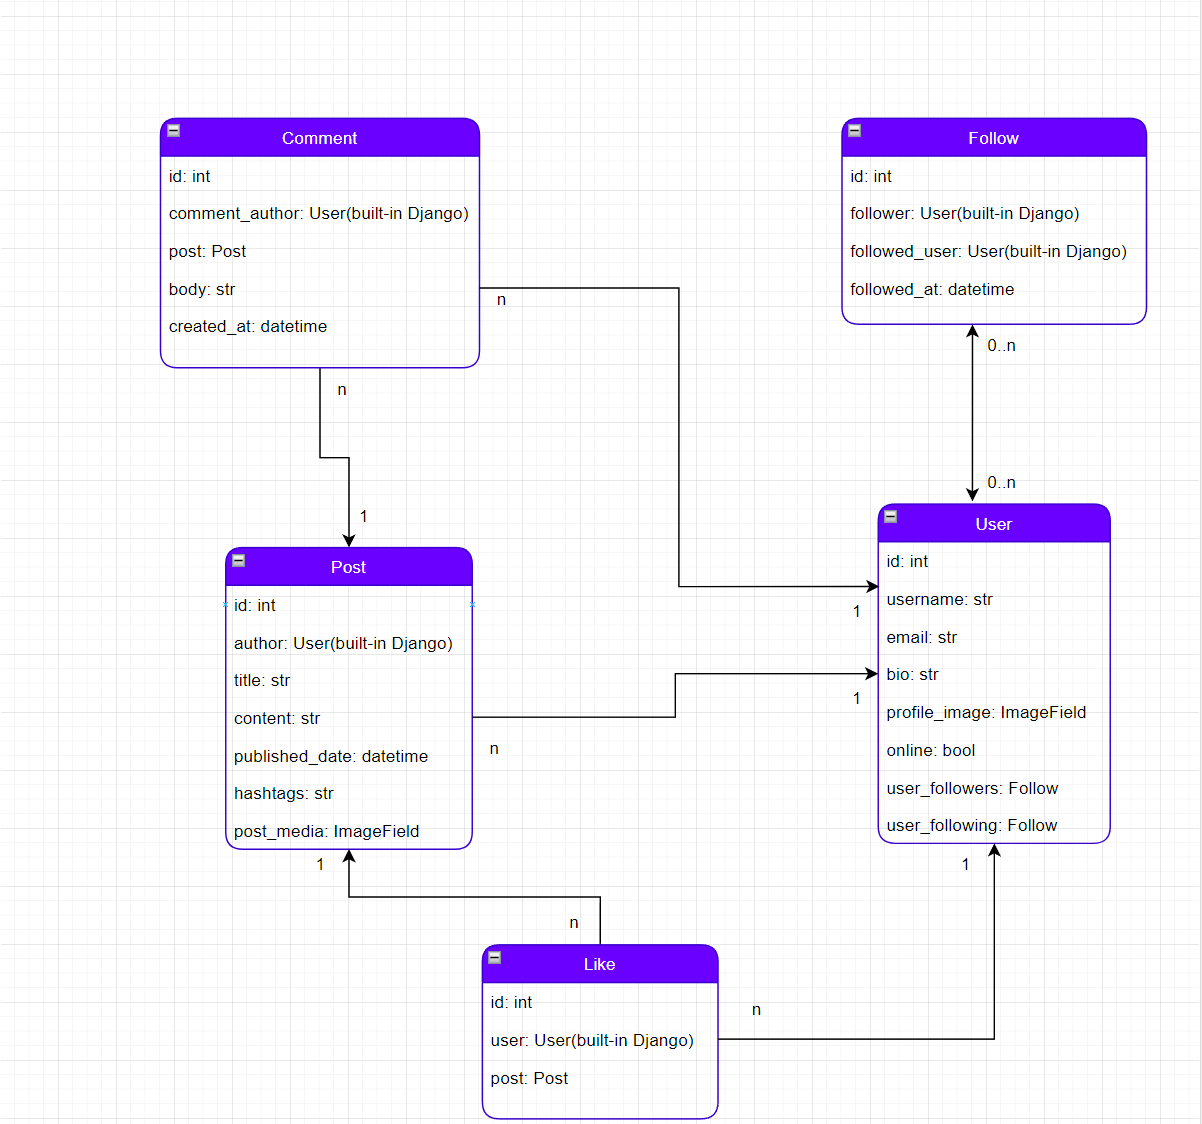 Comment
id: int
comment_author: User(built-in Django)
post: Post
body: str
created_at: datetime
n
n
1
Follow
id: int
follower: User(built-in Django)
followed_user: User(built-in Django)
followed_at: datetime
0..n
0..n
Post
id: int
author: User(built-in Django)
title: str
content: str
published_date: datetime
hashtags: str
post_media: ImageField
n
1
User
id: int
username: str
email: str
bio: str
profile_image: ImageField
online: bool
user_followers: Follow
user_following: Follow
1
1
1
n
Like
id: int
user: User(built-in Django)
post: Post
n